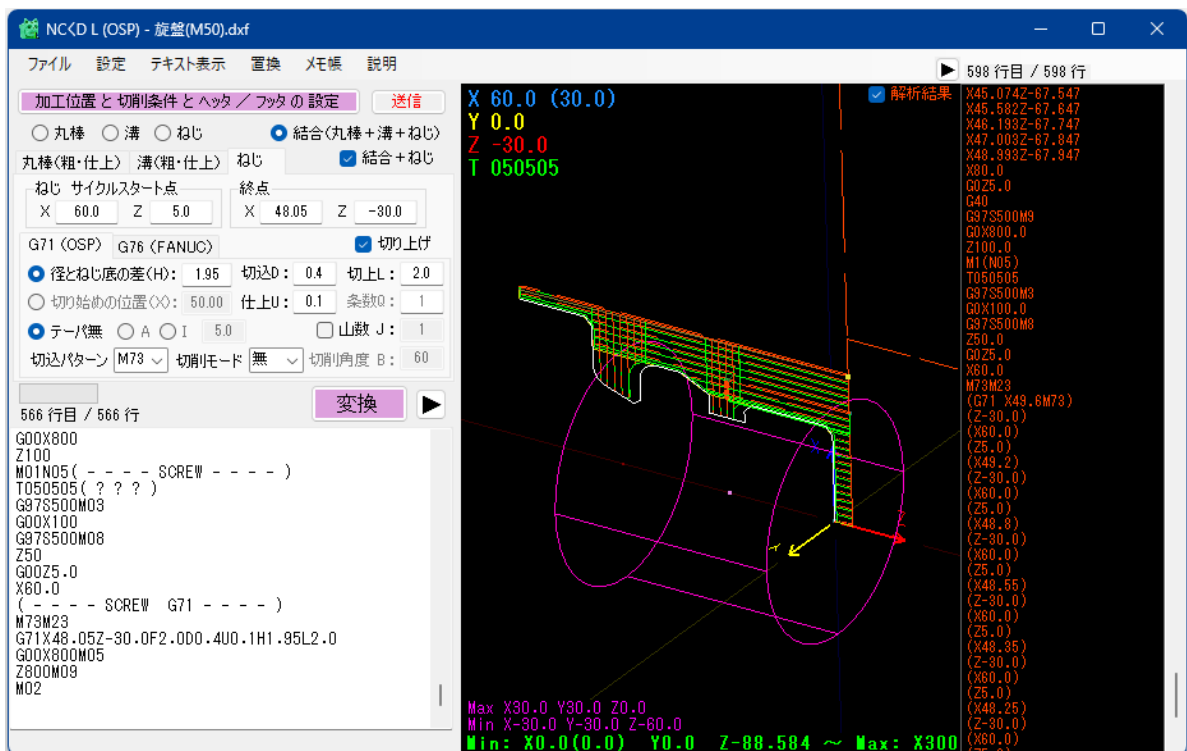 NC<D L (OSP) - 旋盤(M50).dxf
ファイル 設定 テキスト表示 置換 メモ帳 説明
598 行目 / 598 行
加工位置 と 切削条件 と ヘッダ / フッタ の 設定 送信
丸棒 溝 ねじ 結合(丸棒+溝+ねじ)
丸棒(粗・仕上) 溝(粗・仕上) ねじ 結合+ねじ
ねじ サイクルスタート点 終点
X 60.0 Z 5.0 X 48.05 Z -30.0
G71 (OSP) G76 (FANUC) 切り上げ
径とねじ底の差(H): 1.95 切込D: 0.4 切上L: 2.0
切り始めの位置(X): 50.00 仕上U: 0.1 条数Q: 1
テーパ無 A I 5.0 山数 J: 1
切込パターン M73 切削モード 無 切削角度 B: 60
変換
566 行目 / 566 行
G00X800
Z100
M01N05( - - - - SCREW - - - - )
T050505( ? ? ? )
G97S500M03
G00X100
G97S500M08
Z50
G00Z5.0
X60.0
( - - - - SCREW G71 - - - - )
M73M23
G71X48.05Z-30.0F2.0D0.4U0.1H1.95L2.0
G00X800M05
Z800M09
M02
X 60.0 (30.0)
Y 0.0
Z -30.0
T 050505
解析結果
X
Y
Z
Max X30.0 Y30.0 Z0.0
Min X-30.0 Y-30.0 Z-60.0
Min: X0.0(0.0) Y0.0 Z-88.584 ~ Max: X300
X45.074Z-67.547
X45.582Z-67.647
X46.193Z-67.747
X47.003Z-67.847
X48.993Z-67.947
X80.0
G0Z5.0
G40
G97S500M9
G0X800.0
Z100.0
M1(N05)
T050505
G97S500M3
G0X100.0
G97S500M8
Z50.0
G0Z5.0
X60.0
M73M23
(G71 X49.6M73)
(Z-30.0)
(X60.0)
(Z5.0)
(X49.2)
(Z-30.0)
(X60.0)
(Z5.0)
(X48.8)
(Z-30.0)
(X60.0)
(Z5.0)
(X48.55)
(Z-30.0)
(X60.0)
(Z5.0)
(X48.35)
(Z-30.0)
(X60.0)
(Z5.0)
(X48.25)
(Z-30.0)
(X60.0)